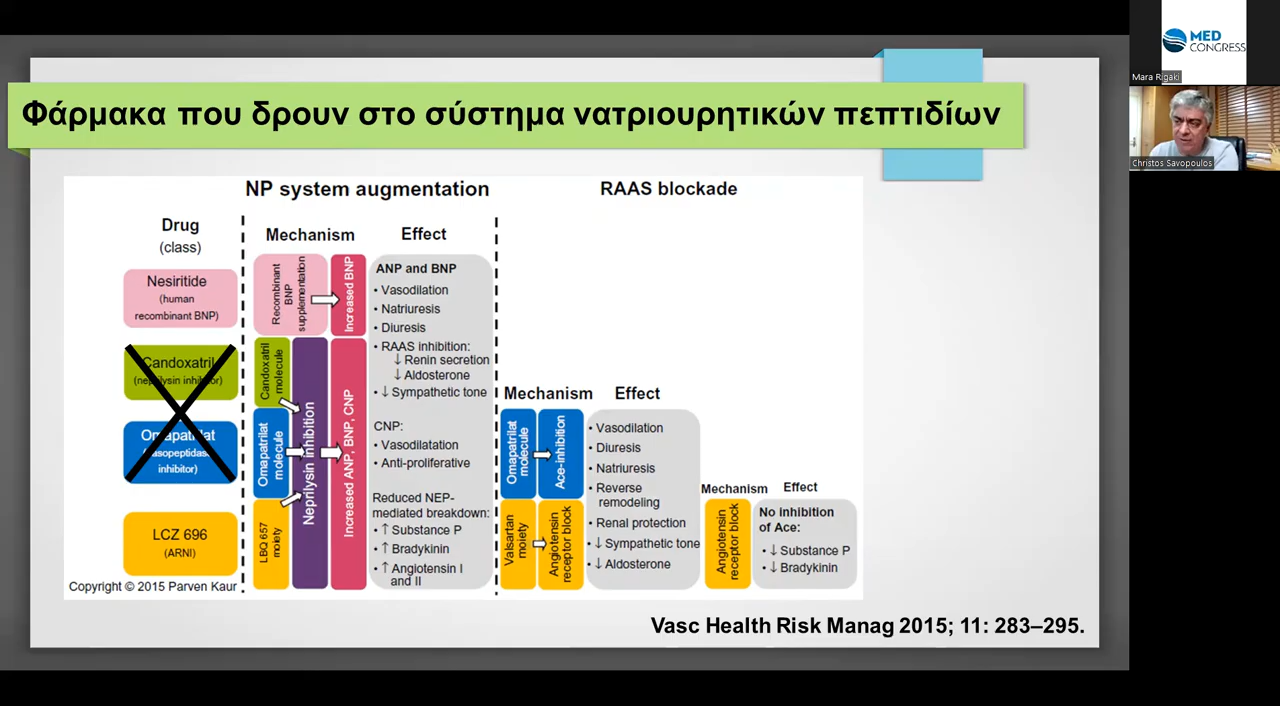 Φάρμακα που δρουν στο σύστημα νατριουρητικών πεπτιδίων
NP system augmentation
RAAS blockade
Drug
(class)
Mechanism
Effect
Nesiritide
(human
recombinant BNP)
Candoxatril
(neprilysin inhibitor)
Omapatrilat
(vasopeptidase
inhibitor)
LCZ 696
(ARNI)
Recombinant
BNP
supplementation
Increased BNP
Candoxatril
molecule
Omapatrilat
molecule
LBQ 657
moiety
Neprilysin inhibition
Increased ANP, BNP, CNP
ANP and BNP
• Vasodilation
• Natriuresis
• Diuresis
• RAAS inhibition:
↓ Renin secretion
↓ Aldosterone
• ↓ Sympathetic tone
CNP:
• Vasodilatation
• Anti-proliferative
Reduced NEP-
mediated breakdown:
• ↑ Substance P
• ↑ Bradykinin
• ↑ Angiotensin I
and II
Mechanism
Effect
Omapatrilat
molecule
Ace-inhibition
Valsartan
moiety
Angiotensin
receptor block
• Vasodilation
• Diuresis
• Natriuresis
• Reverse
remodeling
• Renal protection
• ↓ Sympathetic tone
• ↓ Aldosterone
Mechanism
Effect
Angiotensin
receptor block
No inhibition
of Ace:
• ↓ Substance P
• ↓ Bradykinin
Copyright © 2015 Parven Kaur
Vasc Health Risk Manag 2015; 11: 283–295.
MED
CONGRESS
Mara Rigaki
Christos Savopoulos